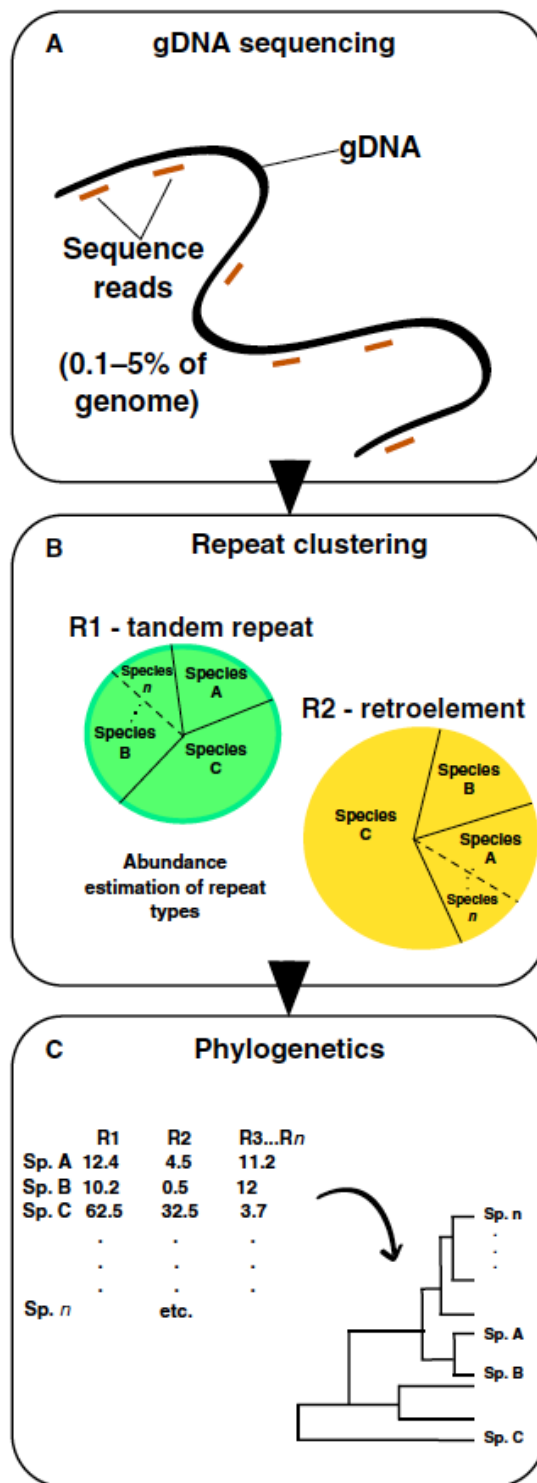 A gDNA sequencing
gDNA
Sequence
reads
(0.1–5% of
genome)
B Repeat clustering
R1 - tandem repeat
Species
n
Species
A
Species
B
Species
C
R2 - retroelement
Species
B
Species
C
Species
A
Species
n
Abundance
estimation of repeat
types
C Phylogenetics
R1 R2 R3...Rn
Sp. A 12.4 4.5 11.2
Sp. B 10.2 0.5 12
Sp. C 62.5 32.5 3.7
. . .
. . .
. . .
Sp. n etc.
Sp. n
.
.
.
Sp. A
Sp. B
Sp. C